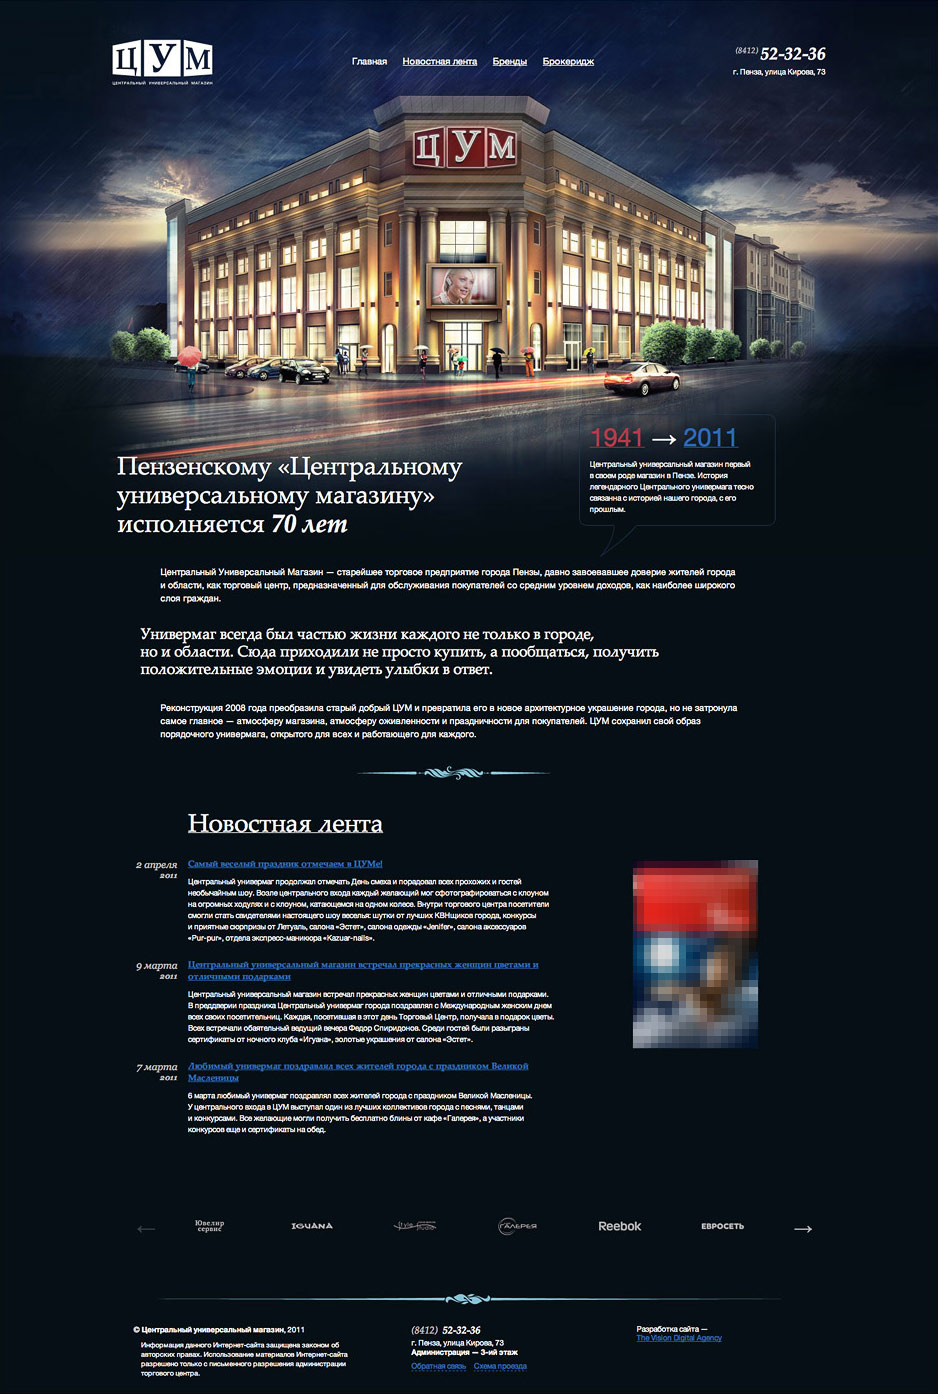 ЦУМ
ЦЕНТРАЛЬНЫЙ УНИВЕРСАЛЬНЫЙ МАГАЗИН
Главная Новостная лента Бренды Брокеридж
(8412) 52-32-36
г. Пенза, улица Кирова, 73
ЦУМ
1941 → 2011
Центральный универсальный магазин первый
в своем роде магазин в Пензе. История
легендарного Центрального универмага тесно
связанна с историей нашего города, с его
прошлым.
Пензенскому «Центральному
универсальному магазину»
исполняется 70 лет
Центральный Универсальный Магазин — старейшее торговое предприятие города Пензы, давно завоевавшее доверие жителей города
и области, как торговый центр, предназначенный для обслуживания покупателей со средним уровнем доходов, как наиболее широкого
слоя граждан.
Универмаг всегда был частью жизни каждого не только в городе,
но и области. Сюда приходили не просто купить, а пообщаться, получить
положительные эмоции и увидеть улыбки в ответ.
Реконструкция 2008 года преобразила старый добрый ЦУМ и превратила его в новое архитектурное украшение города, но не затронула
самое главное — атмосферу магазина, атмосферу оживленности и праздничности для покупателей. ЦУМ сохранил свой образ
порядочного универмага, открытого для всех и работающего для каждого.
Новостная лента
2 апреля
2011
Самый веселый праздник отмечаем в ЦУМе!
Центральный универмаг продолжал отмечать День смеха и порадовал всех прохожих и гостей
необычайным шоу. Возле центрального входа каждый желающий мог сфотографироваться с клоуном
на огромных ходулях и с клоуном, катающемся на одном колесе. Внутри торгового центра посетители
смогли стать свидетелями настоящего шоу веселья: шутки от лучших КВНщиков города, конкурсы
и приятные сюрпризы от Летуаль, салона «Эстет», салона одежды «Jenifer», салона аксессуаров
«Pur-pur», отдела экспресс-маникюра «Kazuar-nails».
9 марта
2011
Центральный универсальный магазин встречал прекрасных женщин цветами и
отличными подарками
Центральный универсальный магазин встречал прекрасных женщин цветами и отличными подарками.
В преддверии праздника Центральный универмаг города поздравлял с Международным женским днем
всех своих посетительниц. Каждая, посетившая в этот день Торговый Центр, получала в подарок цветы.
Всех встречали обаятельный ведущий вечера Федор Спиридонов. Среди гостей были разыграны
сертификаты от ночного клуба «Игуана», золотые украшения от салона «Эстет».
7 марта
2011
Любимый универмаг поздравлял всех жителей города с праздником Великой
Масленицы
6 марта любимый универмаг поздравлял всех жителей города с праздником Великой Масленицы.
У центрального входа в ЦУМ выступал один из лучших коллективов города с песнями, танцами
и конкурсами. Все желающие могли получить бесплатно блины от кафе «Галерея», а участники
конкурсов еще и сертификаты на обед.
← Ювелир
сервис
IGUANA ГАЛЕРЕЯ Reebok ЕВРОСЕТЬ →
© Центральный универсальный магазин, 2011
Информация данного Интернет-сайта защищена законом об
авторских правах. Использование материалов Интернет-сайта
разрешено только с письменного разрешения администрации
торгового центра.
(8412) 52-32-36
г. Пенза, улица Кирова, 73
Администрация — 3-ий этаж
Обратная связь Схема проезда
Разработка сайта —
The Vision Digital Agency